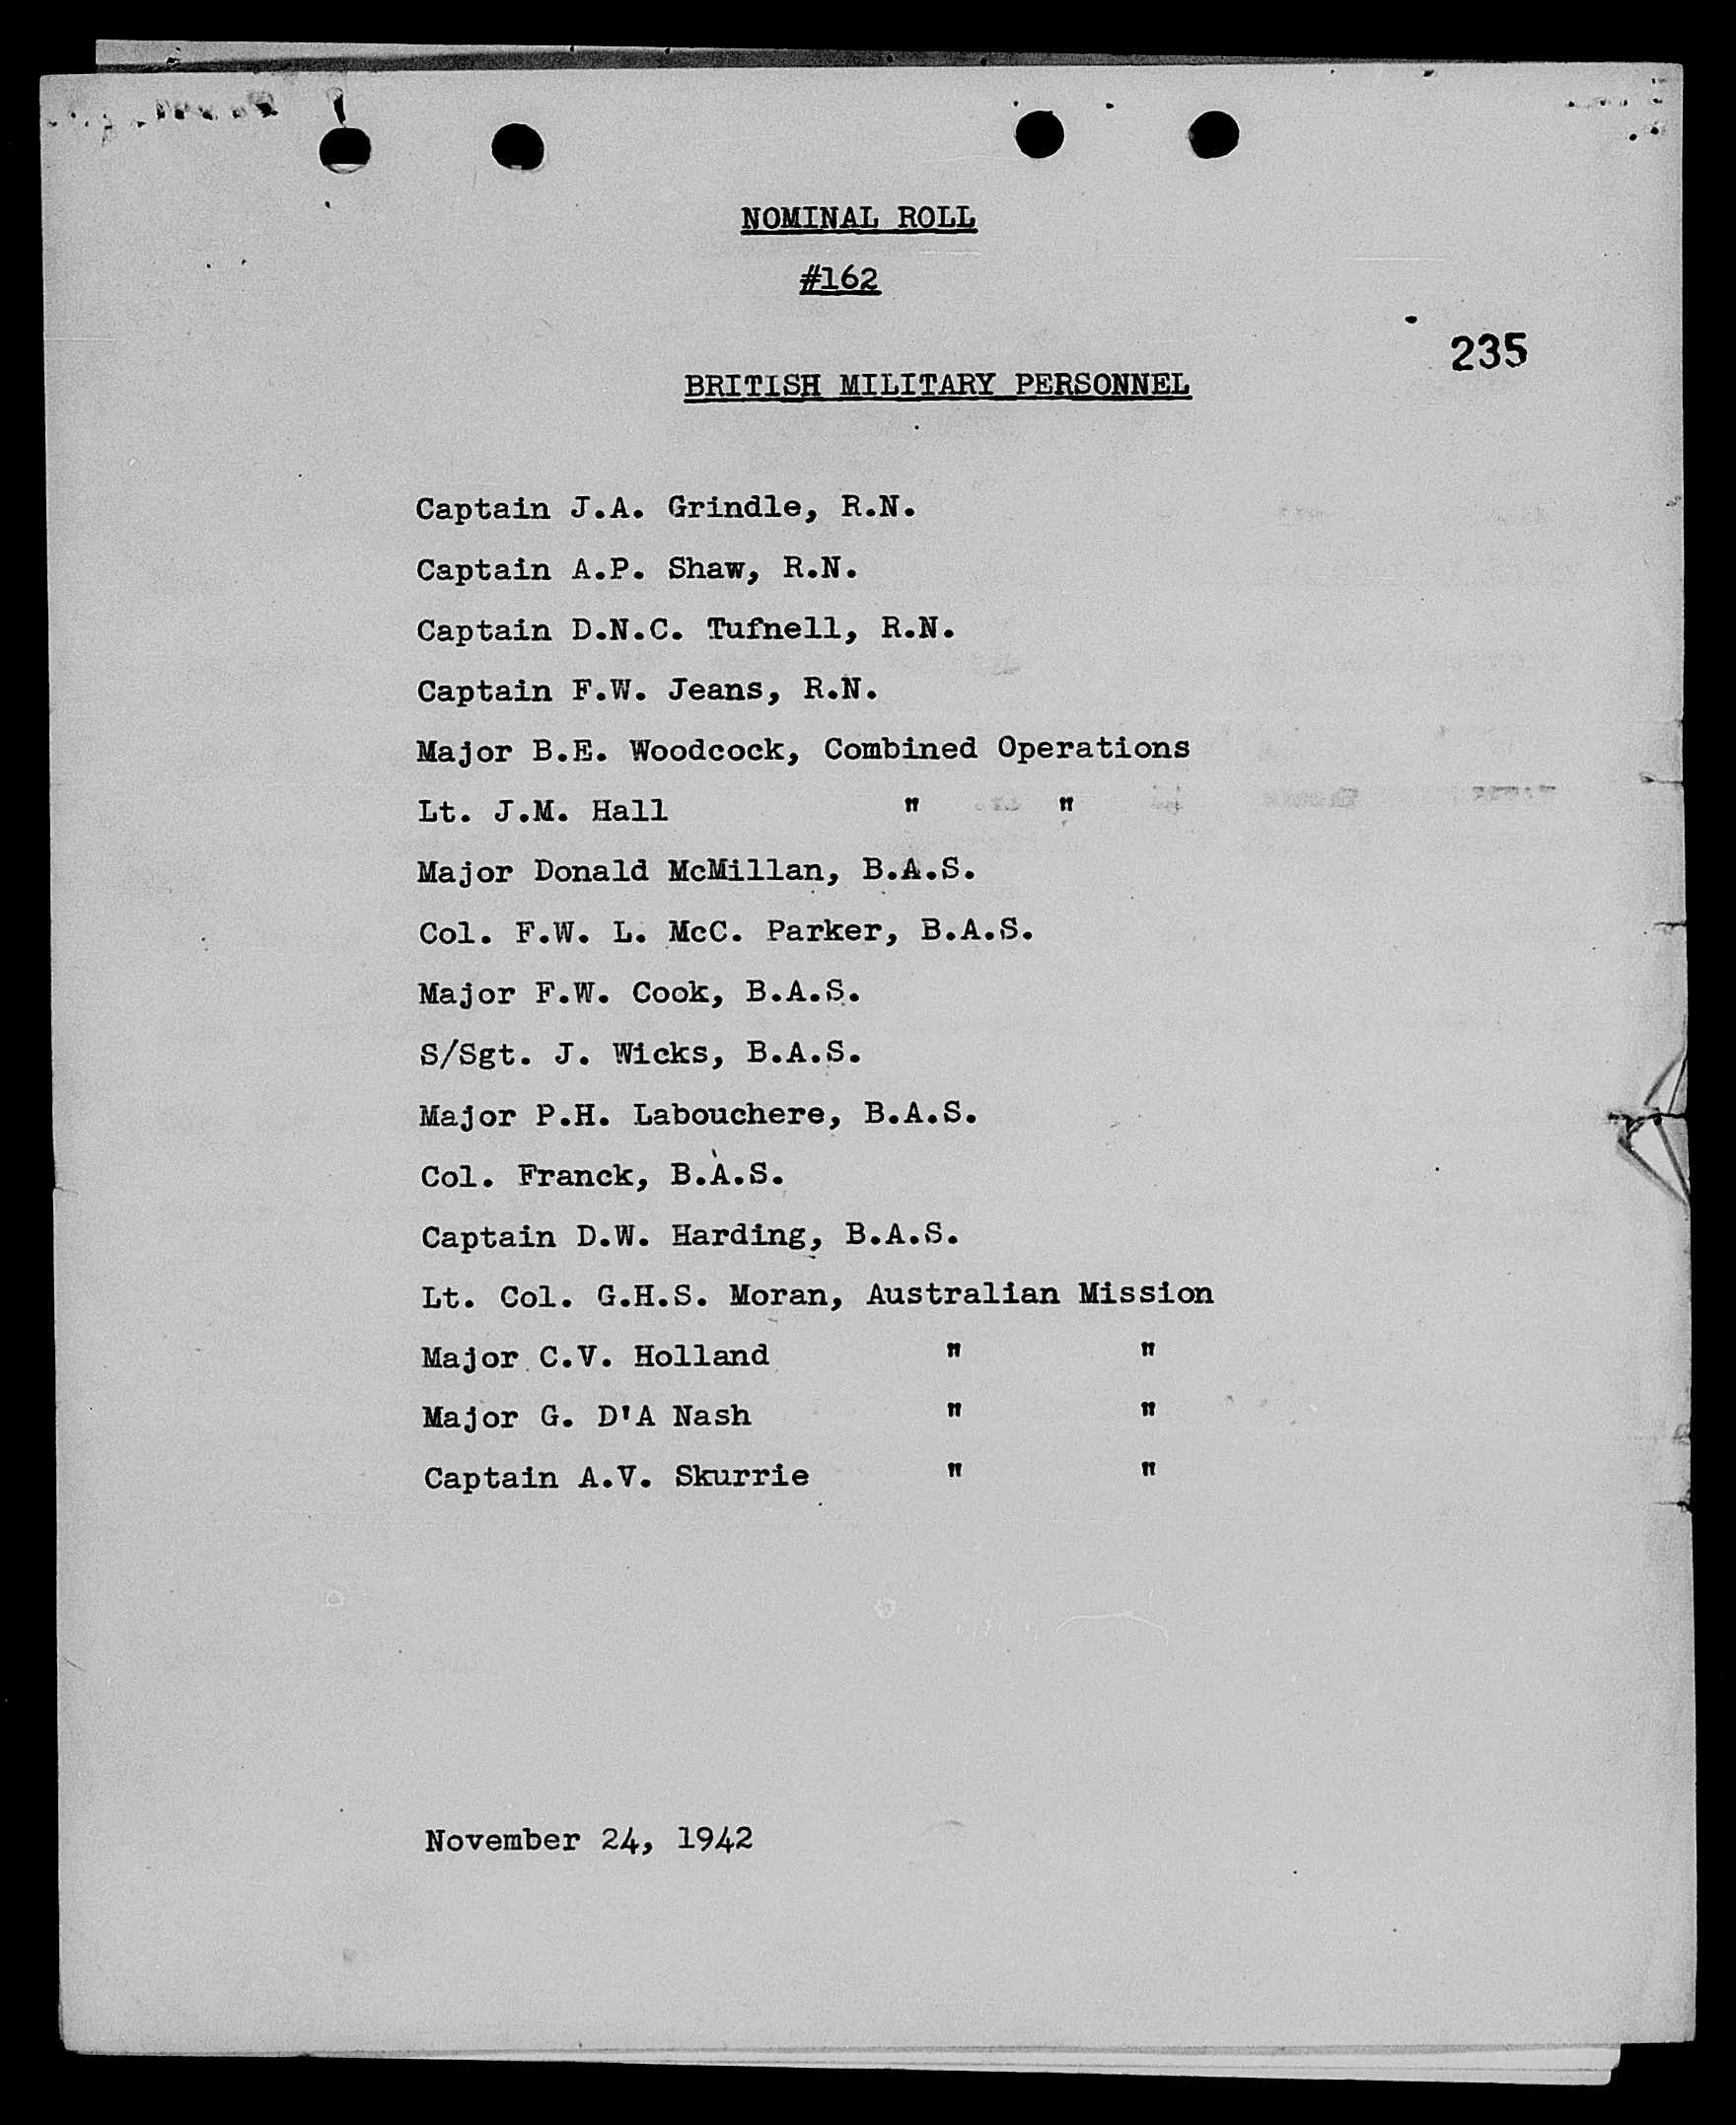 NOMINAL ROLL
#162
235
BRITISH MILITARY PERSONNEL
Captain J.A. Grindle, R.N.
Captain A.P. Shaw, R.N.
Captain D.N.C. Tufnell, R.N.
Captain F.W. Jeans, R.N.
Major B.E. Woodcock, Combined Operations
Lt. J.M. Hall " "
Major Donald McMillan, B.A.S.
Col. F.W. L. McC. Parker, B.A.S.
Major F.W. Cook, B.A.S.
S/Sgt. J. Wicks, B.A.S.
Major P.H. Labouchere, B.A.S.
Col. Franck, B.A.S.
Captain D.W. Harding, B.A.S.
Lt. Col. G.H.S. Moran, Australian Mission
Major C.V. Holland " "
Major G. D'A Nash " "
Captain A.V. Skurrie " "
November 24, 1942